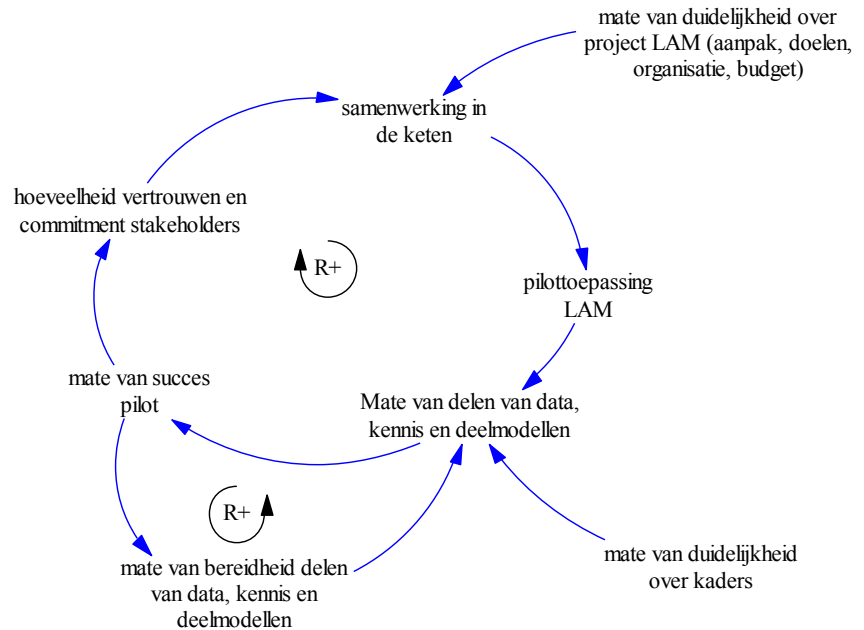 mate van duidelijkheid over
project LAM (aanpak, doelen,
organisatie, budget)
samenwerking in
de keten
hoeveelheid vertrouwen en
commitment stakeholders
R+
pilottoepassing
LAM
mate van succes
pilot
Mate van delen van data,
kennis en deelmodellen
R+
mate van bereidheid delen
van data, kennis en
deelmodellen
mate van duidelijkheid
over kaders